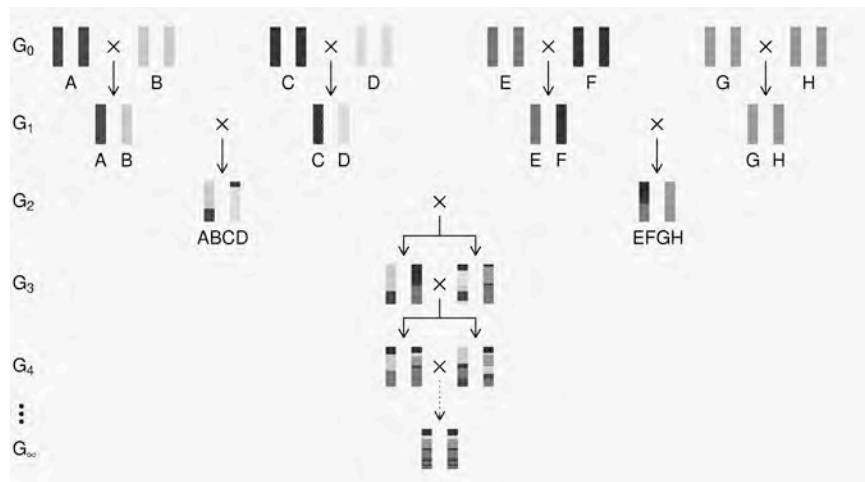 G₀ × × × ×
A B C D E F G H
G₁ × ×
A B C D E F G H
G₂ ×
ABCD EFGH
G₃ ×
G₄ ×
G∞